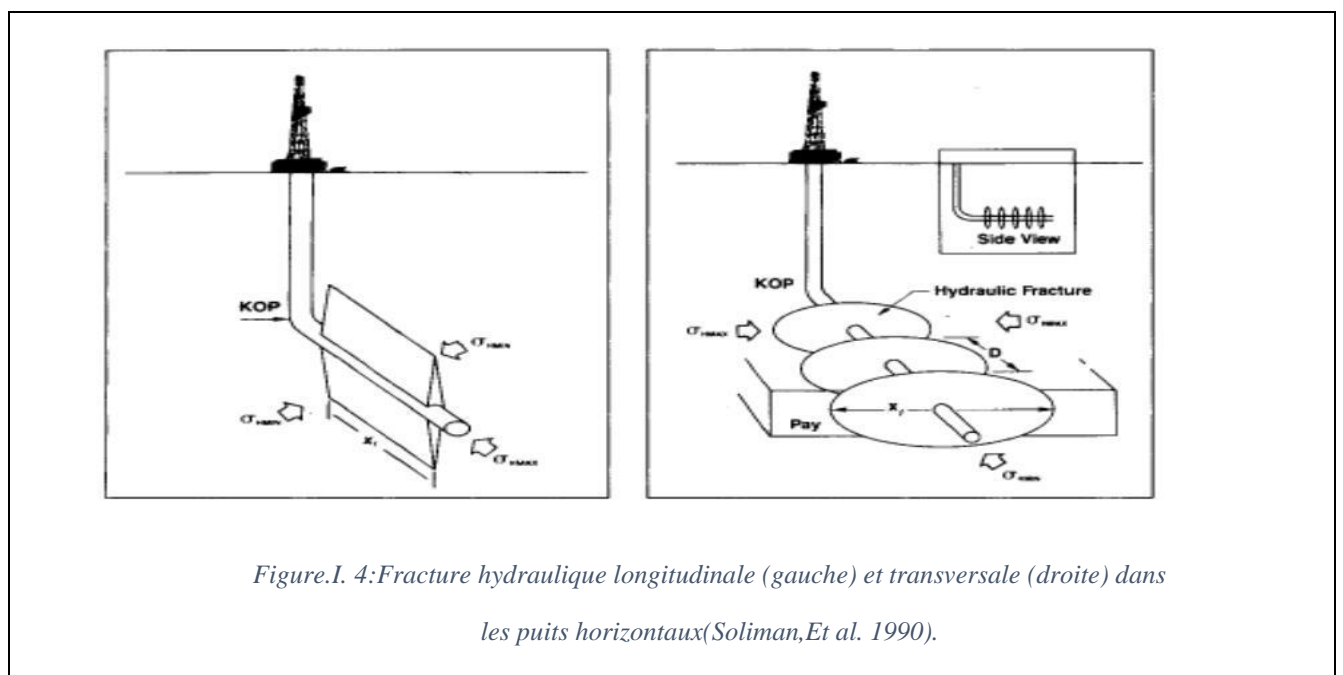 KOP
σHMIN
σHMIN
Xf
σHMAX
Side View
KOP
Hydraulic Fracture
σHMAX
D
Pay
Xf
σHMIN
Figure.I. 4:Fracture hydraulique longitudinale (gauche) et transversale (droite) dans
les puits horizontaux(Soliman,Et al. 1990).